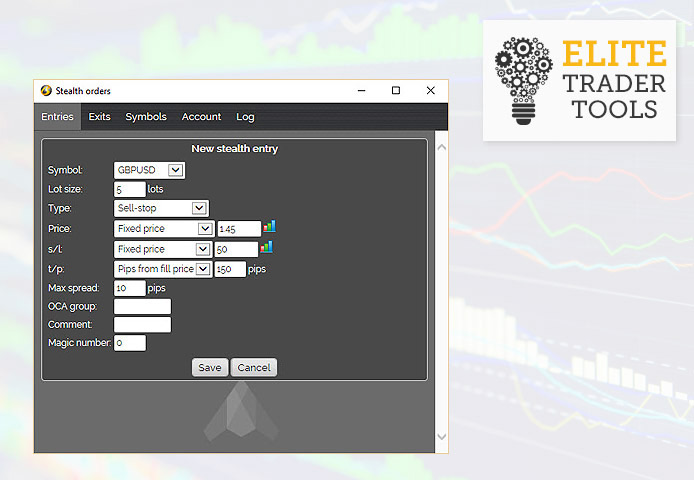 ELITE
TRADER
TOOLS
Stealth orders
Entries Exits Symbols Account Log
New stealth entry
Symbol: GBPUSD
Lot size: 5 lots
Type: Sell-stop
Price: Fixed price 1.45
s/l: Fixed price 50
t/p: Pips from fill price 150 pips
Max spread: 10 pips
OCA group:
Comment:
Magic number: 0
Save Cancel